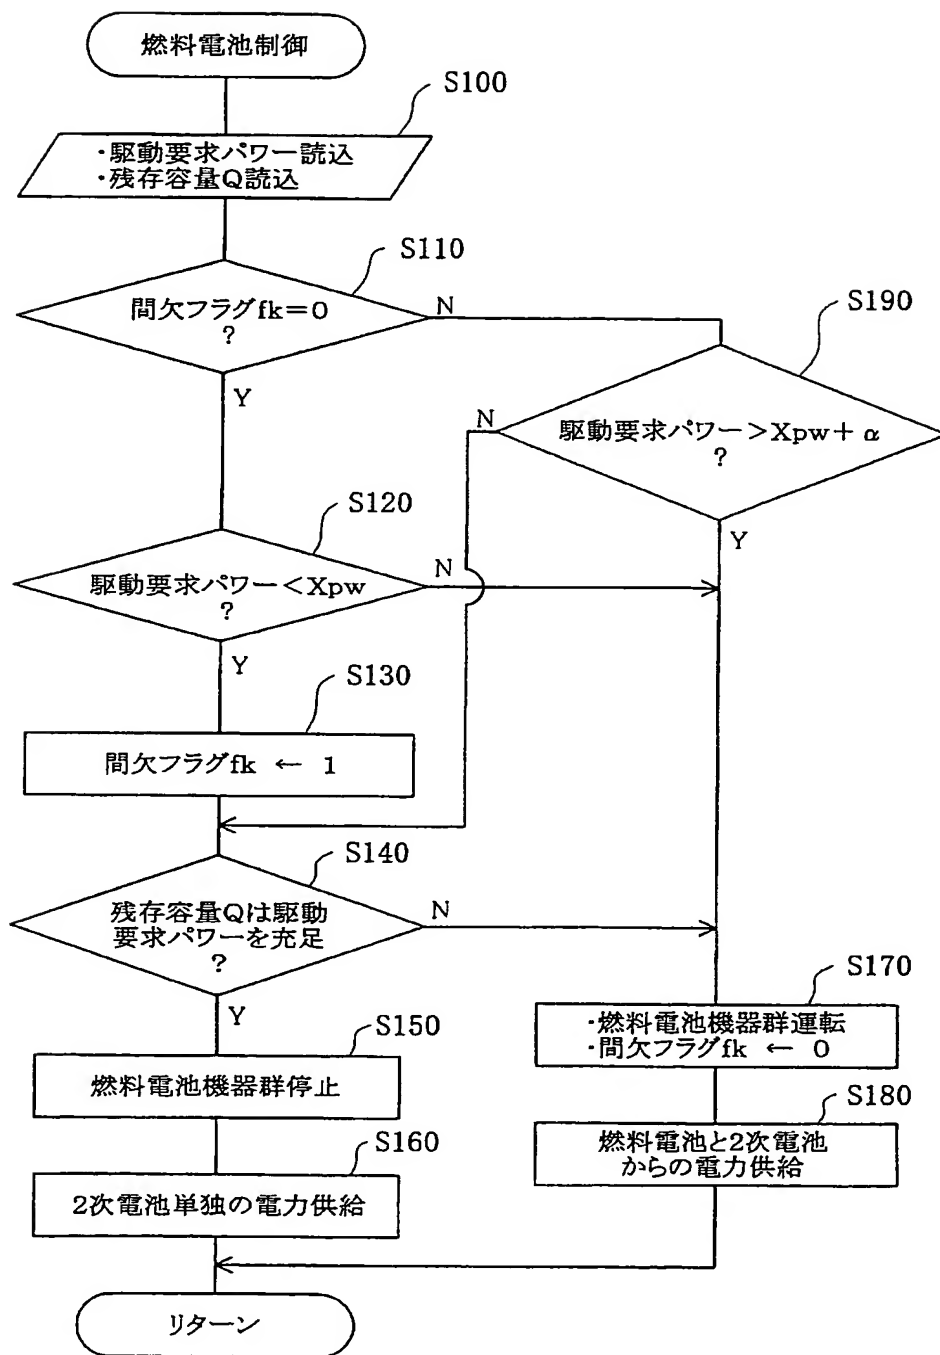 燃料電池制御
S100
・駆動要求パワー読込
・残存容量Q読込
S110
間欠フラグfk=0
?
N
Y
S190
駆動要求パワー>Xpw+α
?
N
Y
S120
駆動要求パワー<Xpw
?
N
Y
S130
間欠フラグfk ← 1
S140
残存容量Qは駆動
要求パワーを充足
?
N
Y
S150
燃料電池機器群停止
S160
2次電池単独の電力供給
S170
・燃料電池機器群運転
・間欠フラグfk ← 0
S180
燃料電池と2次電池
からの電力供給
リターン